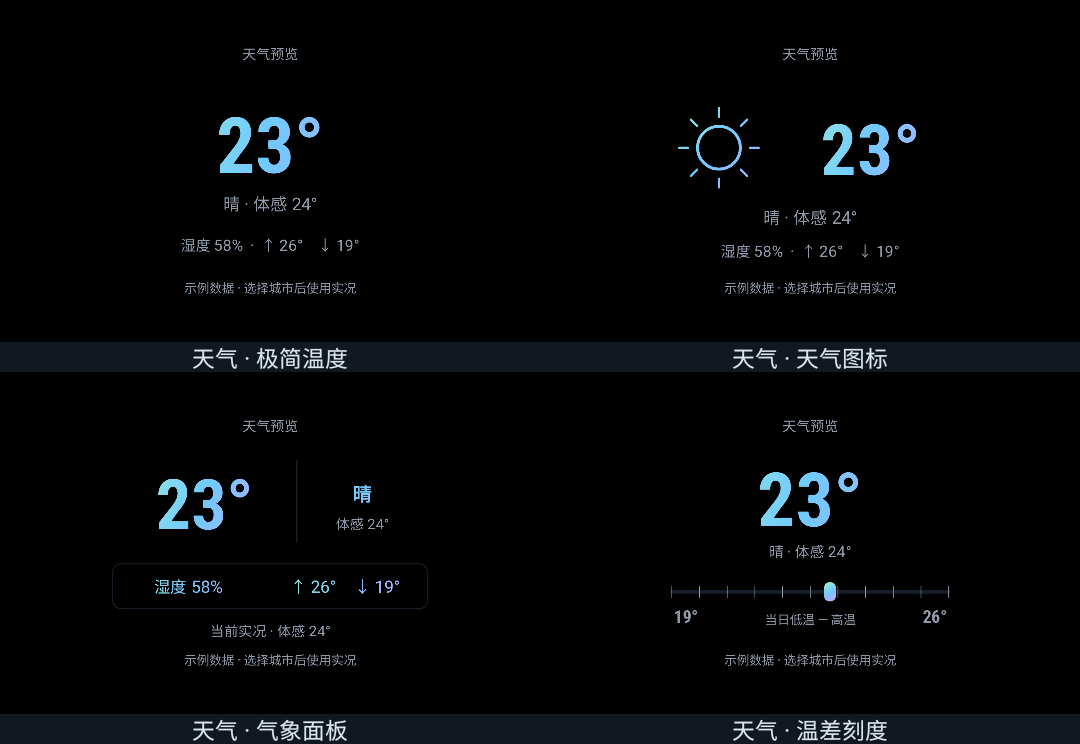 天气预览
23°
晴 · 体感 24°
湿度 58% · ↑ 26° ↓ 19°
示例数据 · 选择城市后使用实况
天气 · 极简温度
天气预览
23°
晴 · 体感 24°
湿度 58% · ↑ 26° ↓ 19°
示例数据 · 选择城市后使用实况
天气 · 天气图标
天气预览
23°
晴
体感 24°
湿度 58% ↑ 26° ↓ 19°
当前实况 · 体感 24°
示例数据 · 选择城市后使用实况
天气 · 气象面板
天气预览
23°
晴 · 体感 24°
19° 当日低温 — 高温 26°
示例数据 · 选择城市后使用实况
天气 · 温差刻度